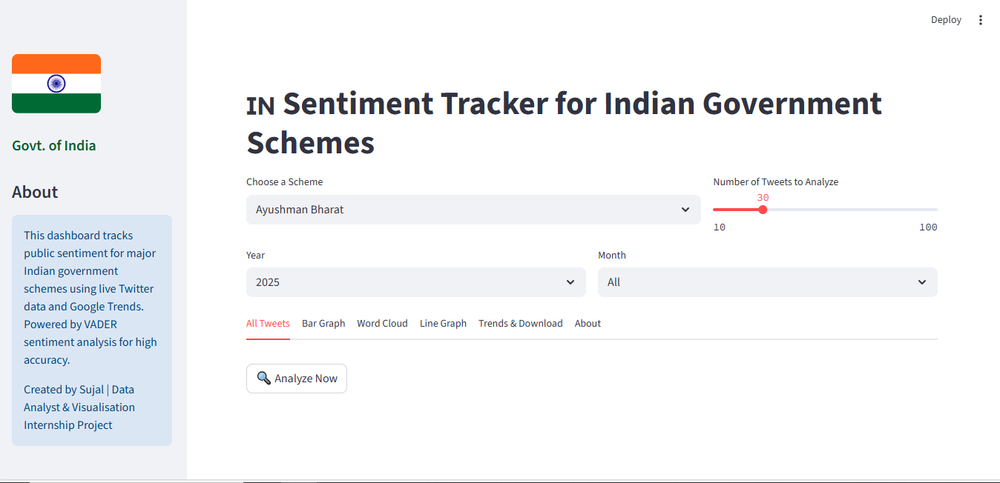 Deploy
Govt. of India
About
This dashboard tracks
public sentiment for major
Indian government
schemes using live Twitter
data and Google Trends.
Powered by VADER
sentiment analysis for high
accuracy.
Created by Sujal | Data
Analyst & Visualisation
Internship Project
IN Sentiment Tracker for Indian Government
Schemes
Choose a Scheme
Ayushman Bharat
Number of Tweets to Analyze
30
10 100
Year
2025
Month
All
All Tweets Bar Graph Word Cloud Line Graph Trends & Download About
Analyze Now